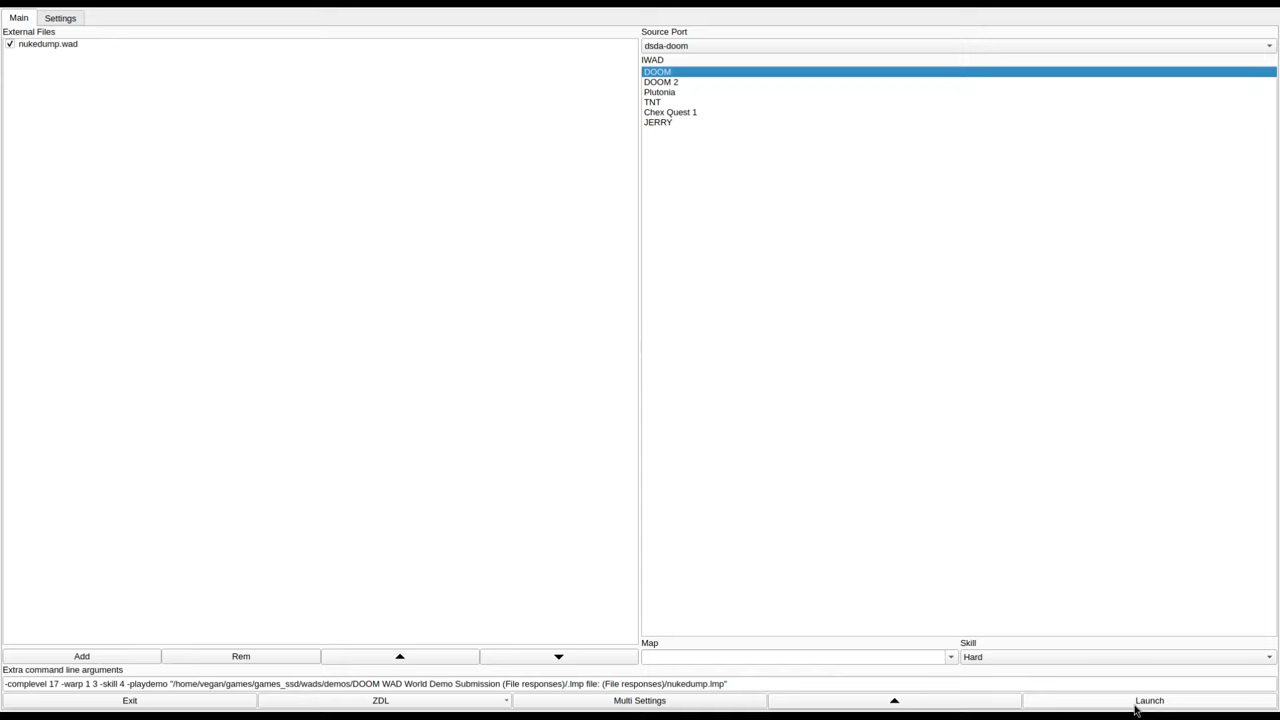 Main Settings
External Files
nukedump.wad
Source Port
dsda-doom
IWAD
DOOM
DOOM 2
Plutonia
TNT
Chex Quest 1
JERRY
Map Skill
Hard
Add Rem
Extra command line arguments
-complevel 17 -warp 1 3 -skill 4 -playdemo "/home/vegan/games/games_ssd/wads/demos/DOOM WAD World Demo Submission (File responses)/.lmp file: (File responses)/nukedump.lmp"
Exit ZDL Multi Settings Launch